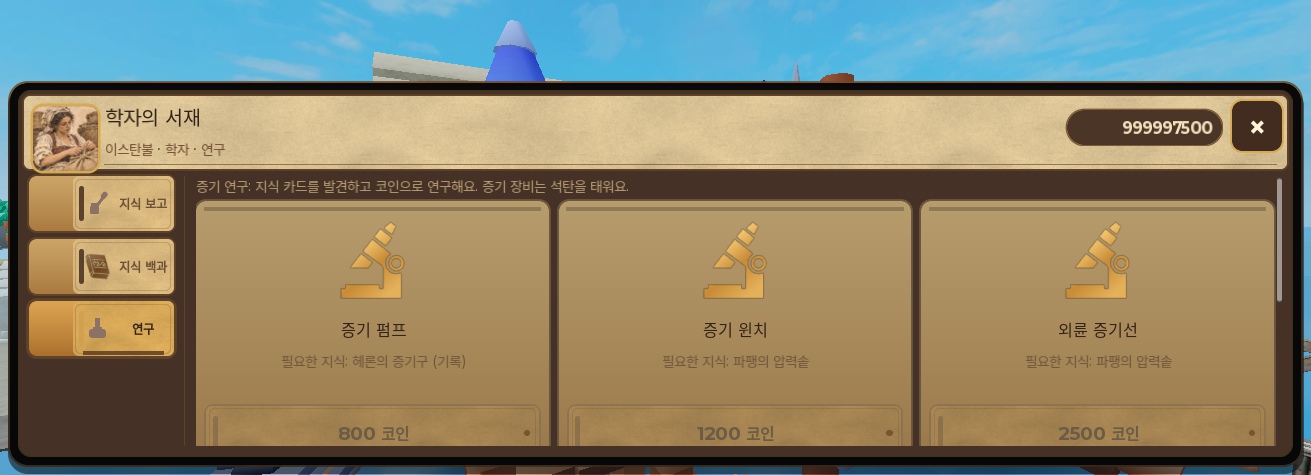 학자의 서재
이스탄불 · 학자 · 연구
999997500
×
지식 보고
지식 백과
연구
증기 연구: 지식 카드를 발견하고 코인으로 연구해요. 증기 장비는 석탄을 태워요.
증기 펌프
필요한 지식: 헤론의 증기구 (기록)
800 코인
증기 윈치
필요한 지식: 파팽의 압력솥
1200 코인
외륜 증기선
필요한 지식: 파팽의 압력솥
2500 코인